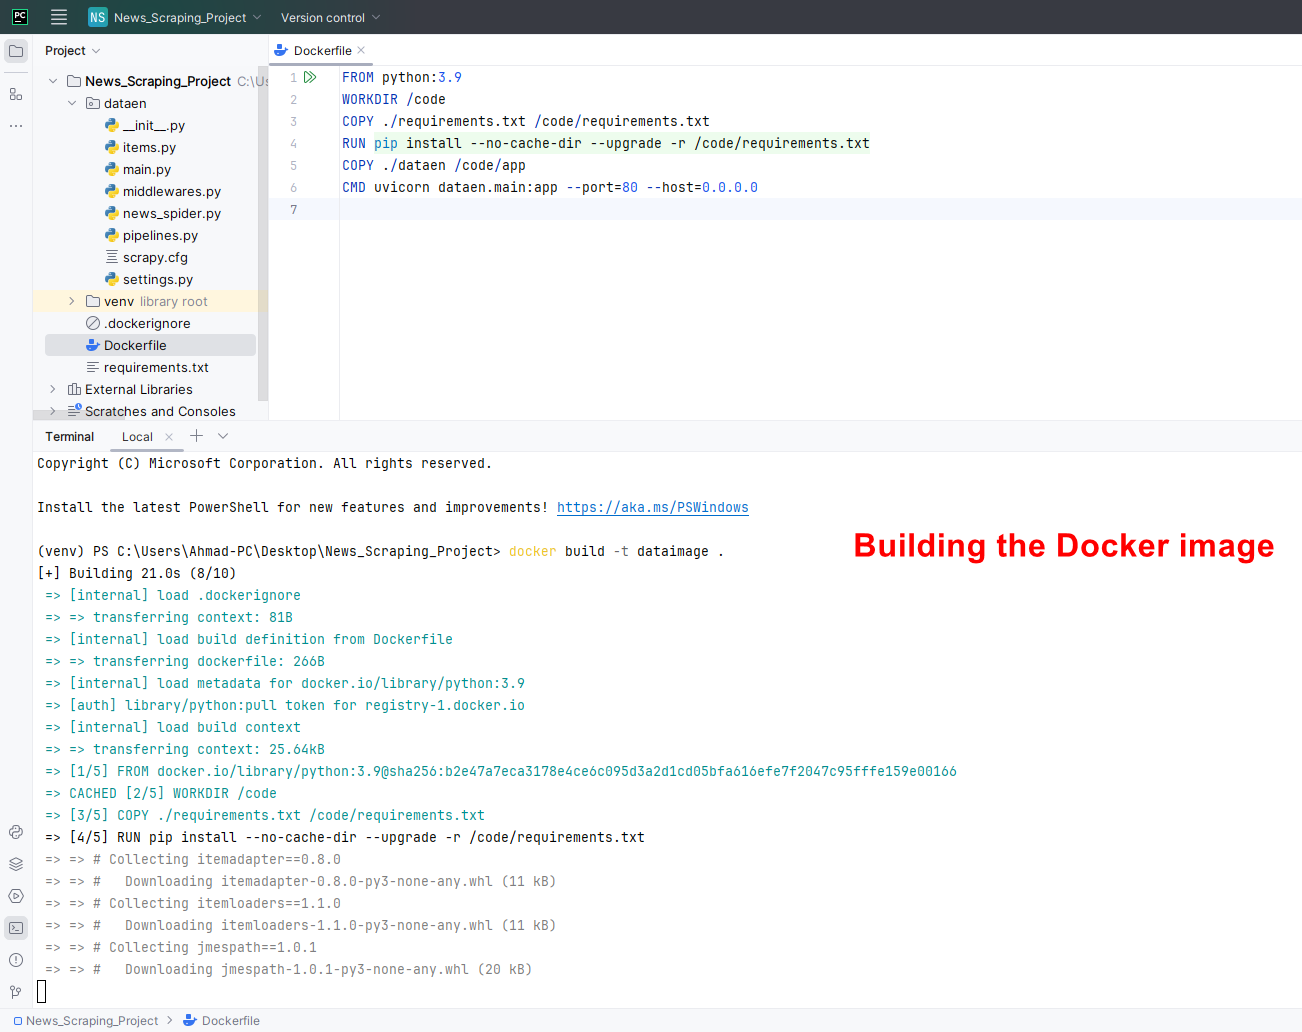 PC NS News_Scraping_Project Version control
Project
News_Scraping_Project C:\Us
dataen
__init__.py
items.py
main.py
middlewares.py
news_spider.py
pipelines.py
scrapy.cfg
settings.py
venv library root
.dockerignore
Dockerfile
requirements.txt
External Libraries
Scratches and Consoles
Dockerfile
1 FROM python:3.9
2 WORKDIR /code
3 COPY ./requirements.txt /code/requirements.txt
4 RUN pip install --no-cache-dir --upgrade -r /code/requirements.txt
5 COPY ./dataen /code/app
6 CMD uvicorn dataen.main:app --port=80 --host=0.0.0.0
7
Terminal Local
Copyright (C) Microsoft Corporation. All rights reserved.
Install the latest PowerShell for new features and improvements! https://aka.ms/PSWindows
(venv) PS C:\Users\Ahmad-PC\Desktop\News_Scraping_Project> docker build -t dataimage .
Building the Docker image
[+] Building 21.0s (8/10)
=> [internal] load .dockerignore
=> => transferring context: 81B
=> [internal] load build definition from Dockerfile
=> => transferring dockerfile: 266B
=> [internal] load metadata for docker.io/library/python:3.9
=> [auth] library/python:pull token for registry-1.docker.io
=> [internal] load build context
=> => transferring context: 25.64kB
=> [1/5] FROM docker.io/library/python:3.9@sha256:b2e47a7eca3178e4ce6c095d3a2d1cd05bfa616efe7f2047c95fffe159e00166
=> CACHED [2/5] WORKDIR /code
=> [3/5] COPY ./requirements.txt /code/requirements.txt
=> [4/5] RUN pip install --no-cache-dir --upgrade -r /code/requirements.txt
=> => # Collecting itemadapter==0.8.0
=> => #   Downloading itemadapter-0.8.0-py3-none-any.whl (11 kB)
=> => # Collecting itemloaders==1.1.0
=> => #   Downloading itemloaders-1.1.0-py3-none-any.whl (11 kB)
=> => # Collecting jmespath==1.0.1
=> => #   Downloading jmespath-1.0.1-py3-none-any.whl (20 kB)
News_Scraping_Project > Dockerfile